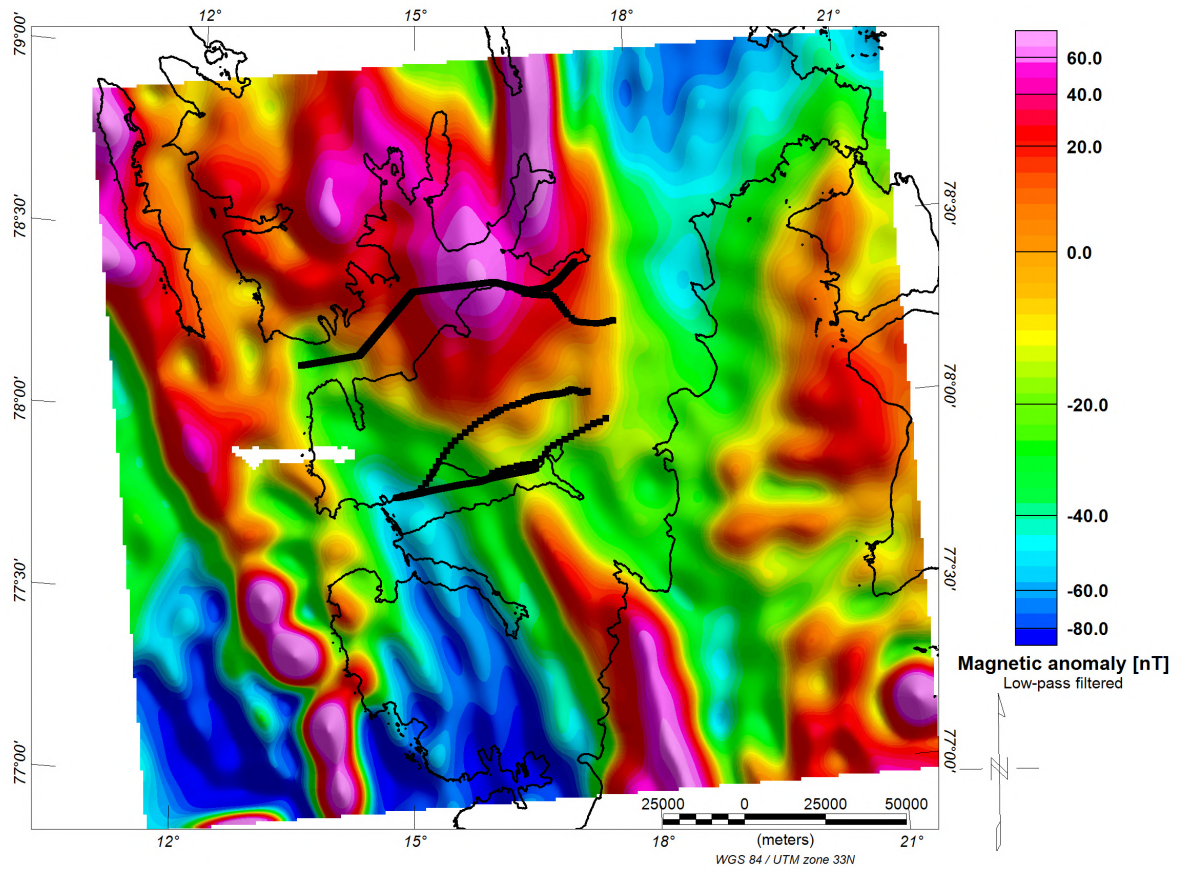 12° 15° 18° 21°
79°00'
78°30'
78°00'
77°30'
77°00'
78°30'
78°00'
77°30'
77°00'
60.0
40.0
20.0
0.0
-20.0
-40.0
-60.0
-80.0
Magnetic anomaly [nT]
Low-pass filtered
25000 0 25000 50000
(meters)
WGS 84 / UTM zone 33N
12° 15° 18° 21°